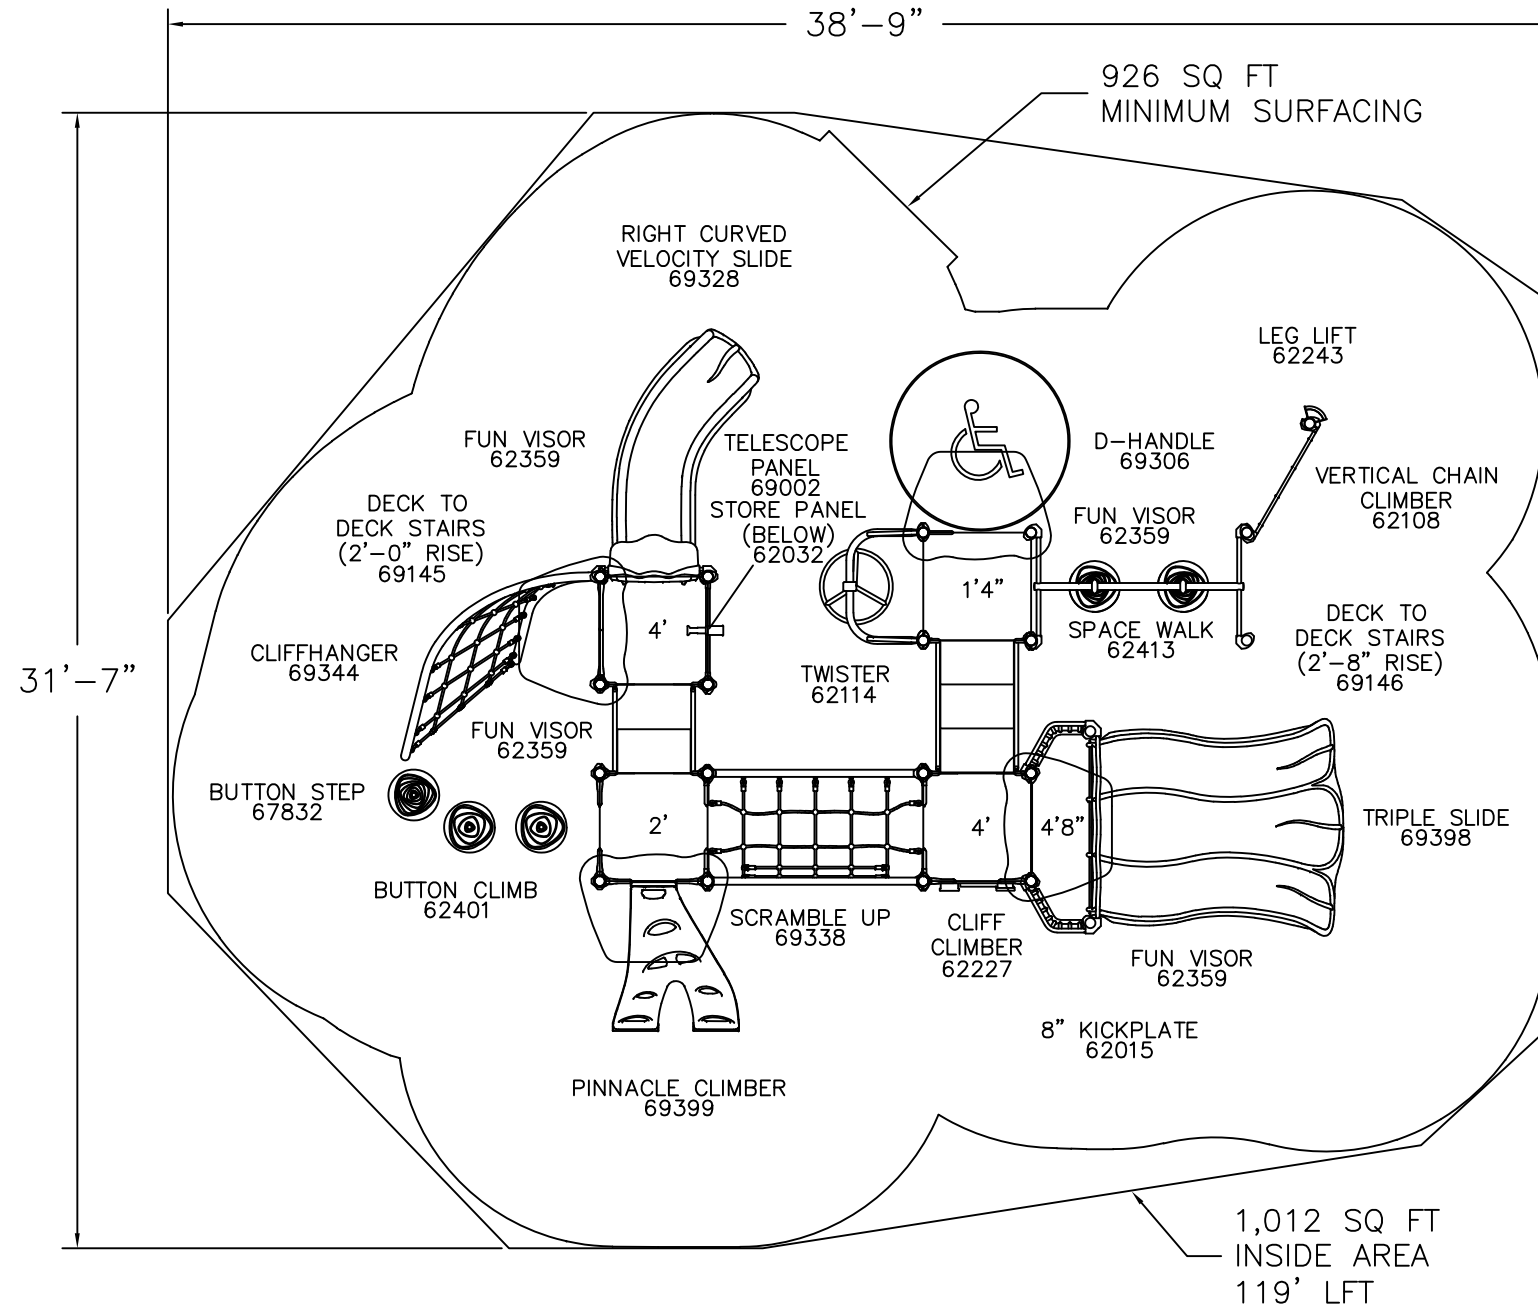 38'-9"
926 SQ FT
MINIMUM SURFACING
RIGHT CURVED
VELOCITY SLIDE
69328
LEG LIFT
62243
FUN VISOR
62359
TELESCOPE
PANEL
69002
STORE PANEL
(BELOW)
62032
D-HANDLE
69306
VERTICAL CHAIN
CLIMBER
62108
DECK TO
DECK STAIRS
(2'-0" RISE)
69145
FUN VISOR
62359
1'4"
4'
CLIFFHANGER
69344
SPACE WALK
62413
DECK TO
DECK STAIRS
(2'-8" RISE)
69146
31'-7"
TWISTER
62114
FUN VISOR
62359
BUTTON STEP
67832
2'
4'
4'8"
TRIPLE SLIDE
69398
BUTTON CLIMB
62401
SCRAMBLE UP
69338
CLIFF
CLIMBER
62227
FUN VISOR
62359
8" KICKPLATE
62015
PINNACLE CLIMBER
69399
1,012 SQ FT
INSIDE AREA
119' LFT